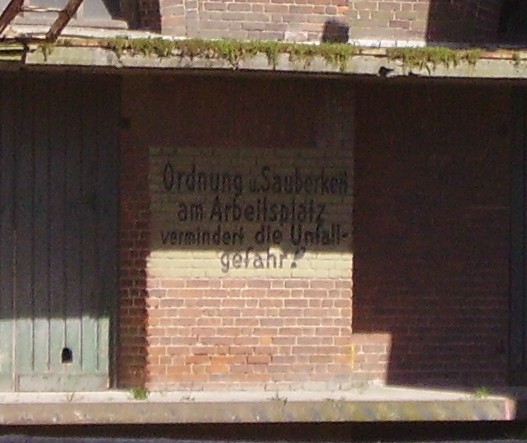 Ordnung u. Sauberkeit
am Arbeitsplatz
vermindert die Unfall-
gefahr!